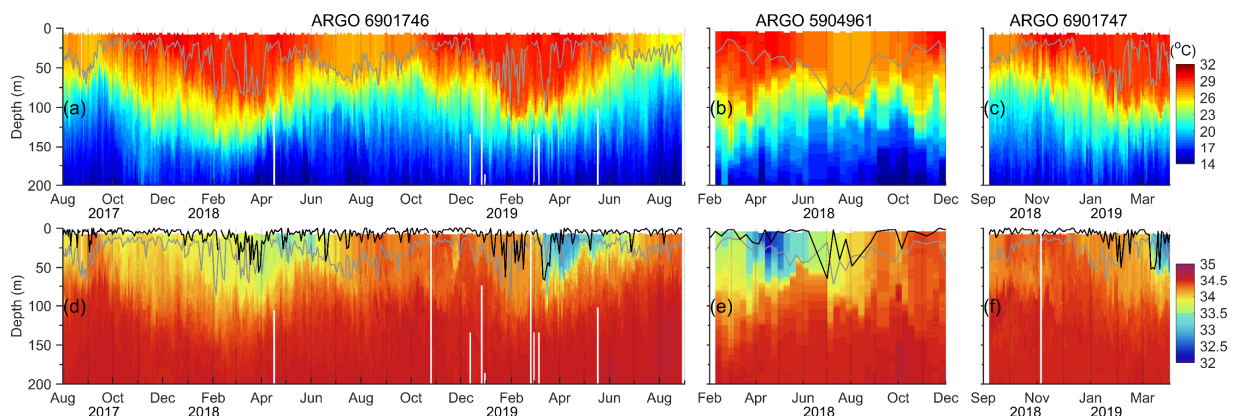 ARGO 6901746 ARGO 5904961 ARGO 6901747
(°C)
Depth (m)
0
50
100
150
200
(a) (b) (c)
32
29
26
23
20
17
14
Aug Oct Dec Feb Apr Jun Aug Oct Dec Feb Apr Jun Aug
2017 2018 2019
Feb Apr Jun Aug Oct Dec
2018
Sep Nov Jan Mar
2018 2019
Depth (m)
0
50
100
150
200
(d) (e) (f)
35
34.5
34
33.5
33
32.5
32
Aug Oct Dec Feb Apr Jun Aug Oct Dec Feb Apr Jun Aug
2017 2018 2019
Feb Apr Jun Aug Oct Dec
2018
Sep Nov Jan Mar
2018 2019